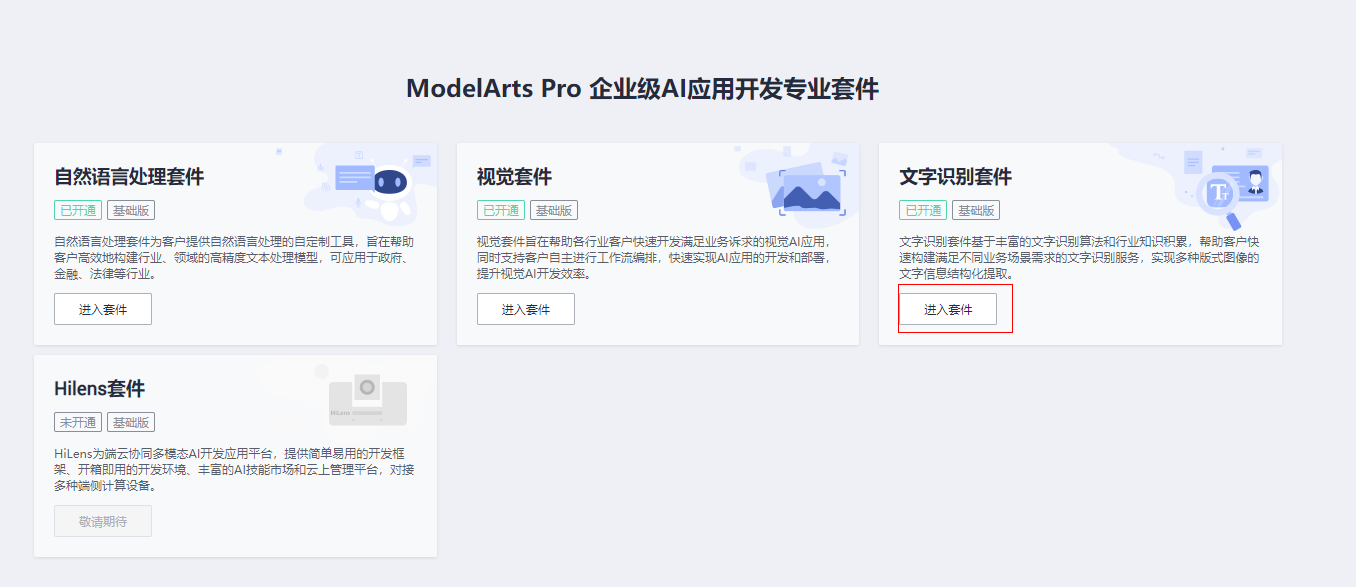 ModelArts Pro 企业级AI应用开发专业套件
自然语言处理套件
已开通 基础版
自然语言处理套件为客户提供自然语言处理的自定制工具，旨在帮助
客户高效地构建行业、领域的高精度文本处理模型，可应用于政府、
金融、法律等行业。
进入套件
视觉套件
已开通 基础版
视觉套件旨在帮助各行业客户快速开发满足业务诉求的视觉AI应用，
同时支持客户自主进行工作流编排，快速实现AI应用的开发和部署，
提升视觉AI开发效率。
进入套件
文字识别套件
已开通 基础版
文字识别套件基于丰富的文字识别算法和行业知识积累，帮助客户快
速构建满足不同业务场景需求的文字识别服务，实现多种版式图像的
文字信息结构化提取。
进入套件
Hilens套件
HiLens
未开通 基础版
HiLens为端云协同多模态AI开发应用平台，提供简单易用的开发框
架、开箱即用的开发环境、丰富的AI技能市场和云上管理平台，对接
多种端侧计算设备。
敬请期待